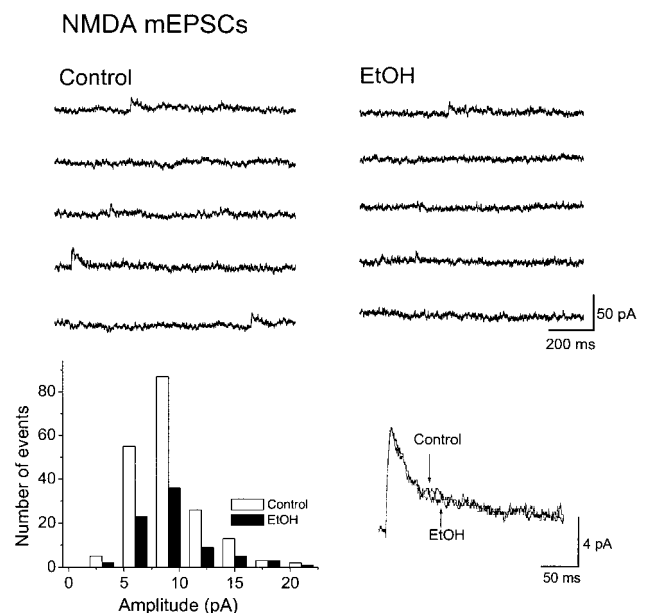 NMDA mEPSCs
Control
EtOH
50 pA
200 ms
Number of events
80
60
40
20
0
Control
EtOH
0 5 10 15 20
Amplitude (pA)
Control
EtOH
4 pA
50 ms